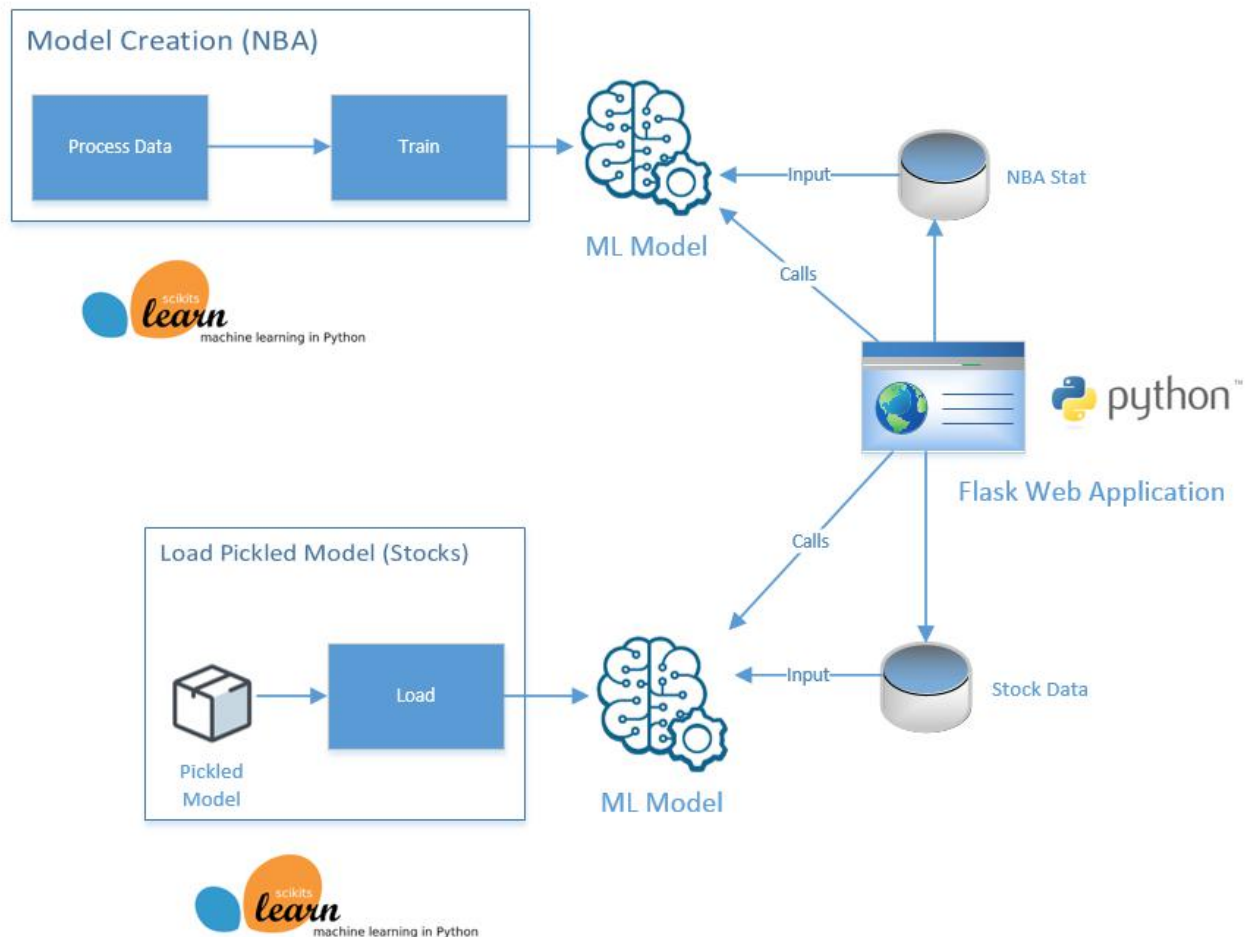 Model Creation (NBA)
Process Data
Train
ML Model
Input
NBA Stat
Calls
scikits
learn
machine learning in Python
python™
Flask Web Application
Calls
Load Pickled Model (Stocks)
Load
Pickled
Model
ML Model
Input
Stock Data
scikits
learn
machine learning in Python